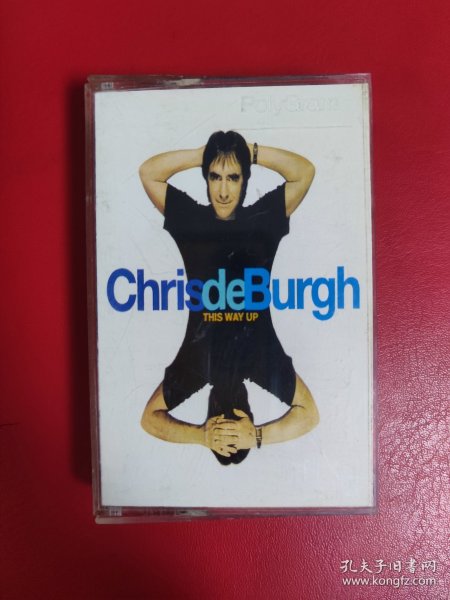 PolyGram
ChrisdeBurgh
THIS WAY UP
孔夫子旧书网
www.kongfz.com